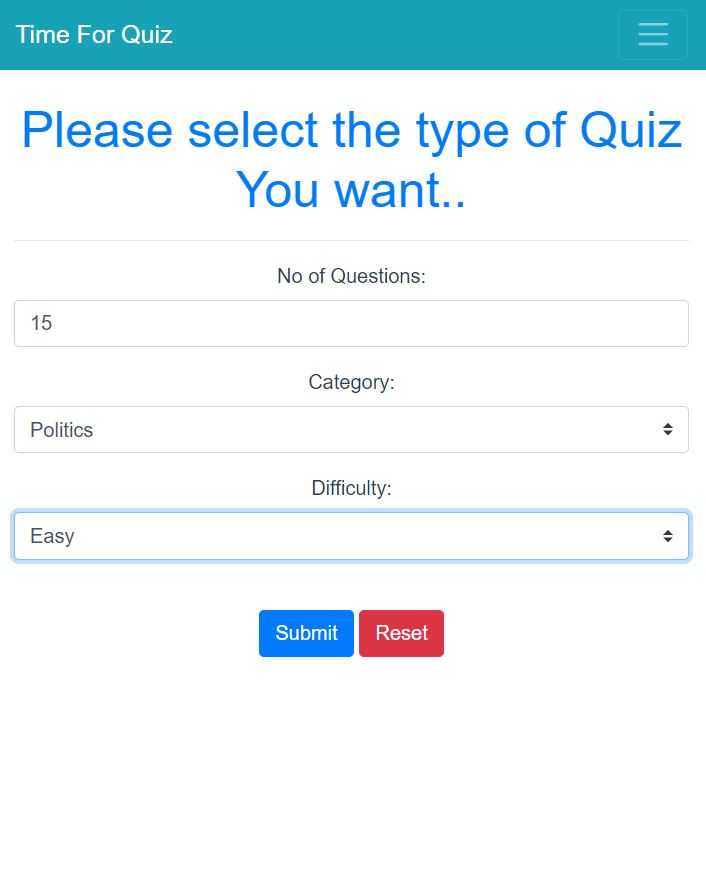 Time For Quiz
Please select the type of Quiz
You want..
No of Questions:
15
Category:
Politics
Difficulty:
Easy
Submit Reset